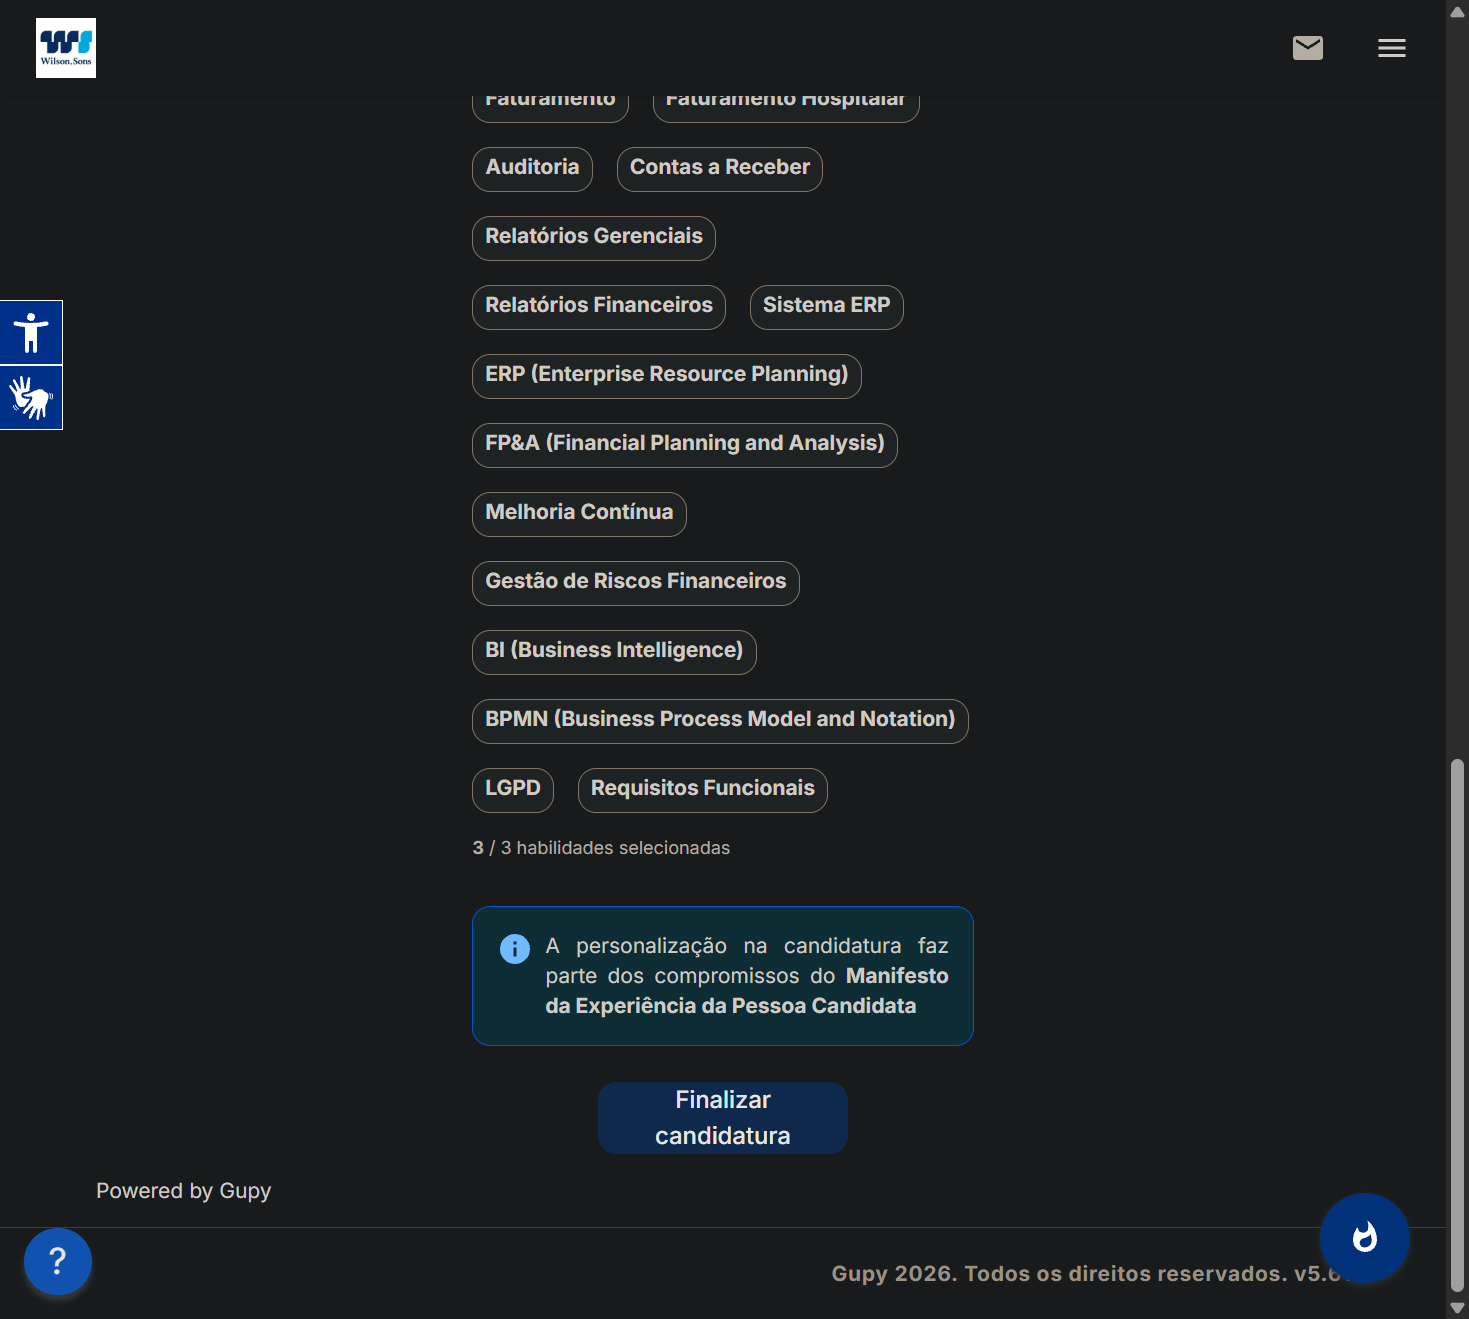 Wilson, Sons
Faturamento Faturamento Hospitalar
Auditoria Contas a Receber
Relatórios Gerenciais
Relatórios Financeiros Sistema ERP
ERP (Enterprise Resource Planning)
FP&A (Financial Planning and Analysis)
Melhoria Contínua
Gestão de Riscos Financeiros
BI (Business Intelligence)
BPMN (Business Process Model and Notation)
LGPD Requisitos Funcionais
3 / 3 habilidades selecionadas
A personalização na candidatura faz
parte dos compromissos do Manifesto
da Experiência da Pessoa Candidata
Finalizar
candidatura
Powered by Gupy
?
Gupy 2026. Todos os direitos reservados.